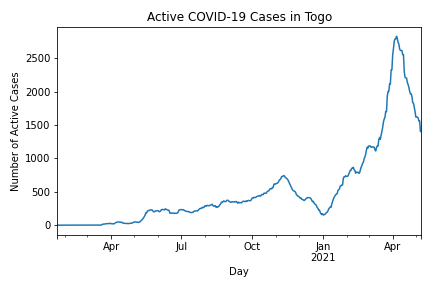 Active COVID-19 Cases in Togo
Number of Active Cases
2500
2000
1500
1000
500
0
Apr
Jul
Oct
Jan
2021
Apr
Day